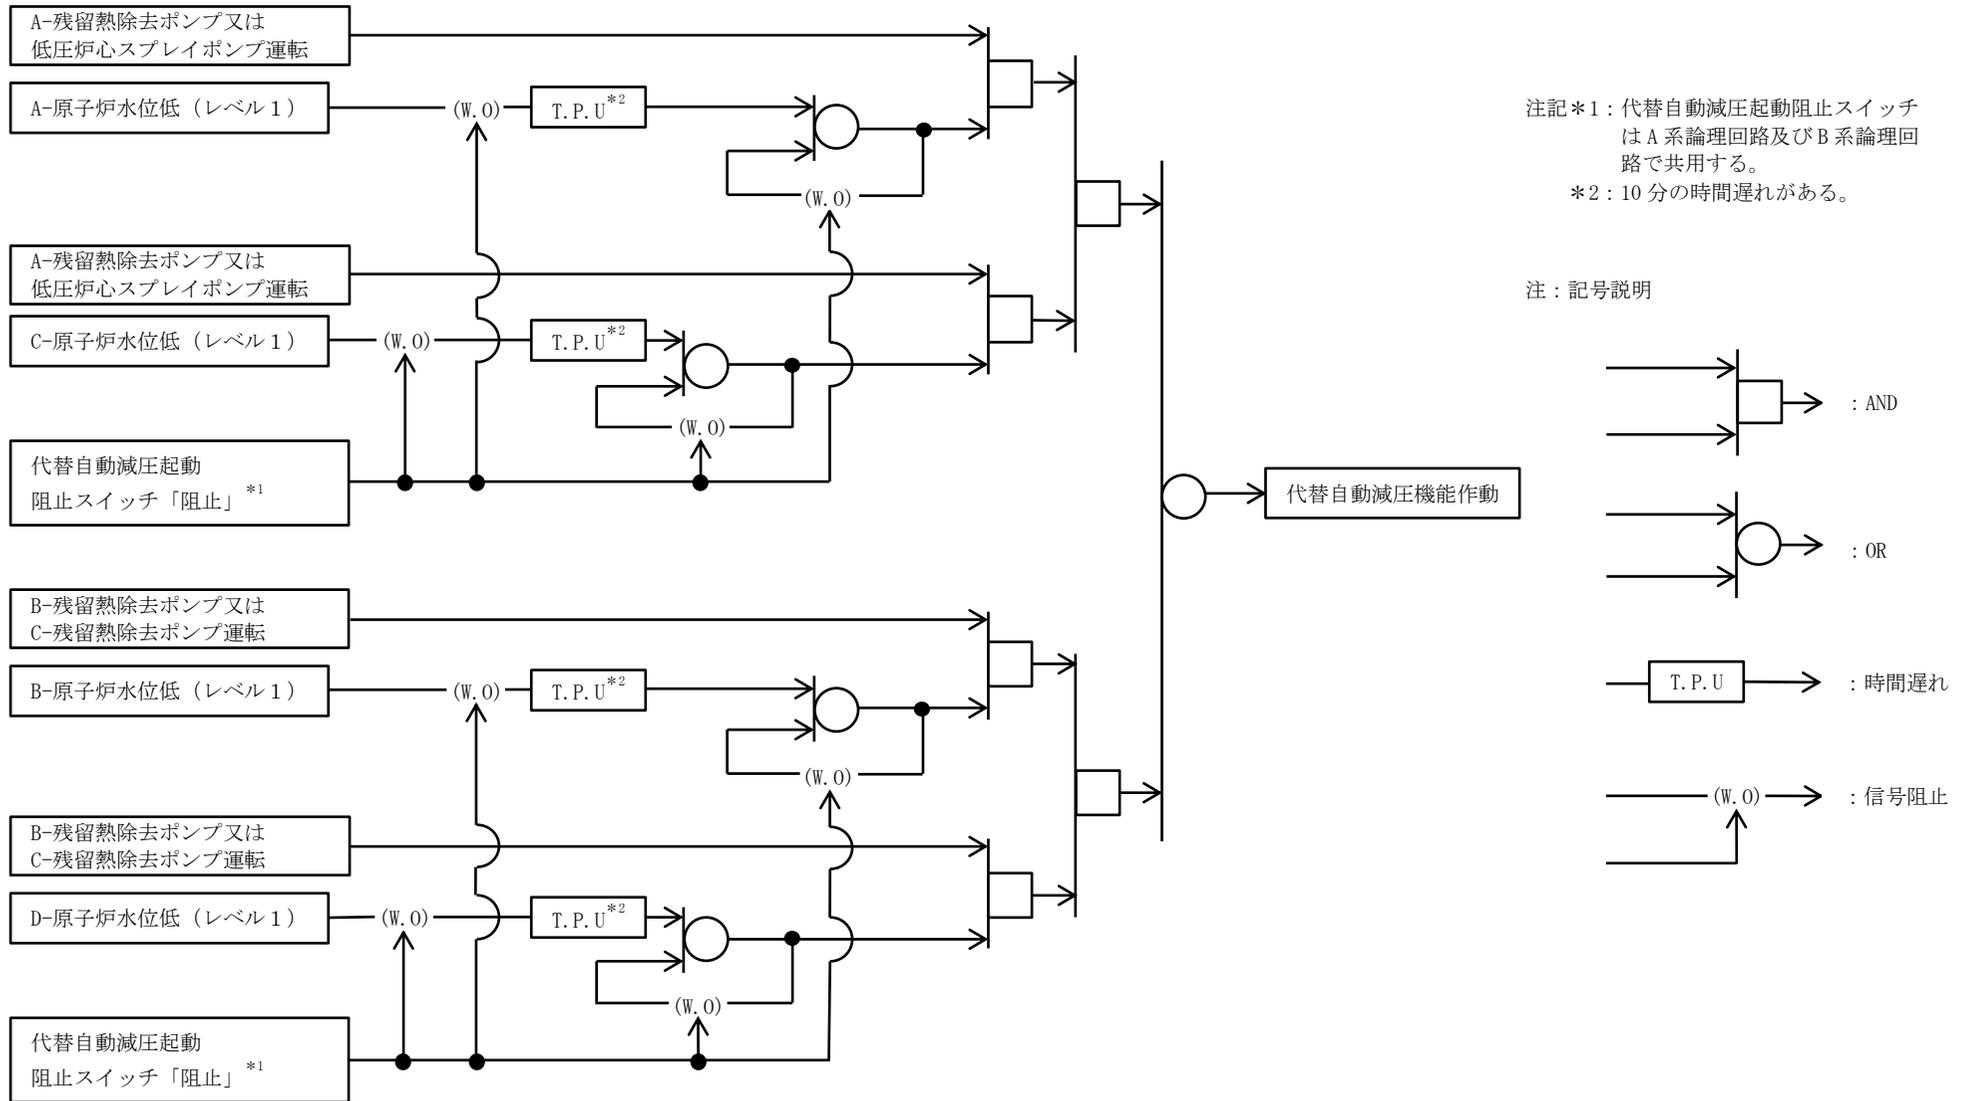 A-残留熱除去ポンプ又は
低圧炉心スプレイポンプ運転
A-原子炉水位低（レベル１）
(W.O)
T.P.U*2
(W.O)
A-残留熱除去ポンプ又は
低圧炉心スプレイポンプ運転
C-原子炉水位低（レベル１）
(W.O)
T.P.U*2
(W.O)
代替自動減圧起動
阻止スイッチ「阻止」*1
代替自動減圧機能作動
B-残留熱除去ポンプ又は
C-残留熱除去ポンプ運転
B-原子炉水位低（レベル１）
(W.O)
T.P.U*2
(W.O)
B-残留熱除去ポンプ又は
C-残留熱除去ポンプ運転
D-原子炉水位低（レベル１）
(W.O)
T.P.U*2
(W.O)
代替自動減圧起動
阻止スイッチ「阻止」*1
注記＊1：代替自動減圧起動阻止スイッチ
はＡ系論理回路及びＢ系論理回
路で共用する。
＊2：10 分の時間遅れがある。
注：記号説明
：AND
：OR
T.P.U
：時間遅れ
(W.O)
：信号阻止